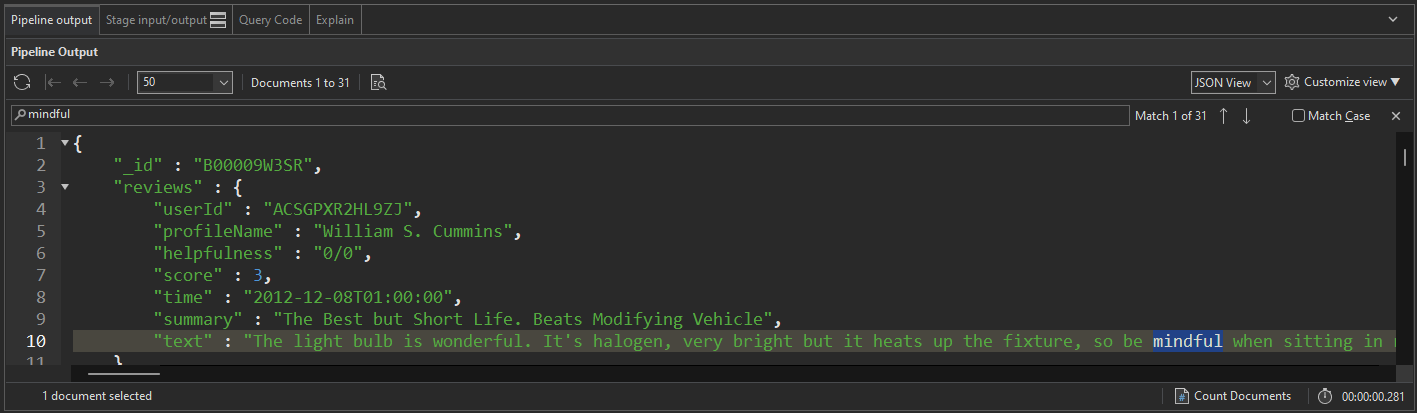 Pipeline output Stage input/output Query Code Explain
Pipeline Output
50 Documents 1 to 31 JSON View Customize view
mindful Match 1 of 31 Match Case
1 {
2 "_id" : "B00009W3SR",
3 "reviews" : {
4 "userId" : "ACSGPXR2HL9ZJ",
5 "profileName" : "William S. Cummins",
6 "helpfulness" : "0/0",
7 "score" : 3,
8 "time" : "2012-12-08T01:00:00",
9 "summary" : "The Best but Short Life. Beats Modifying Vehicle",
10 "text" : "The light bulb is wonderful. It's halogen, very bright but it heats up the fixture, so be mindful when sitting in
11 }
1 document selected Count Documents 00:00:00.281